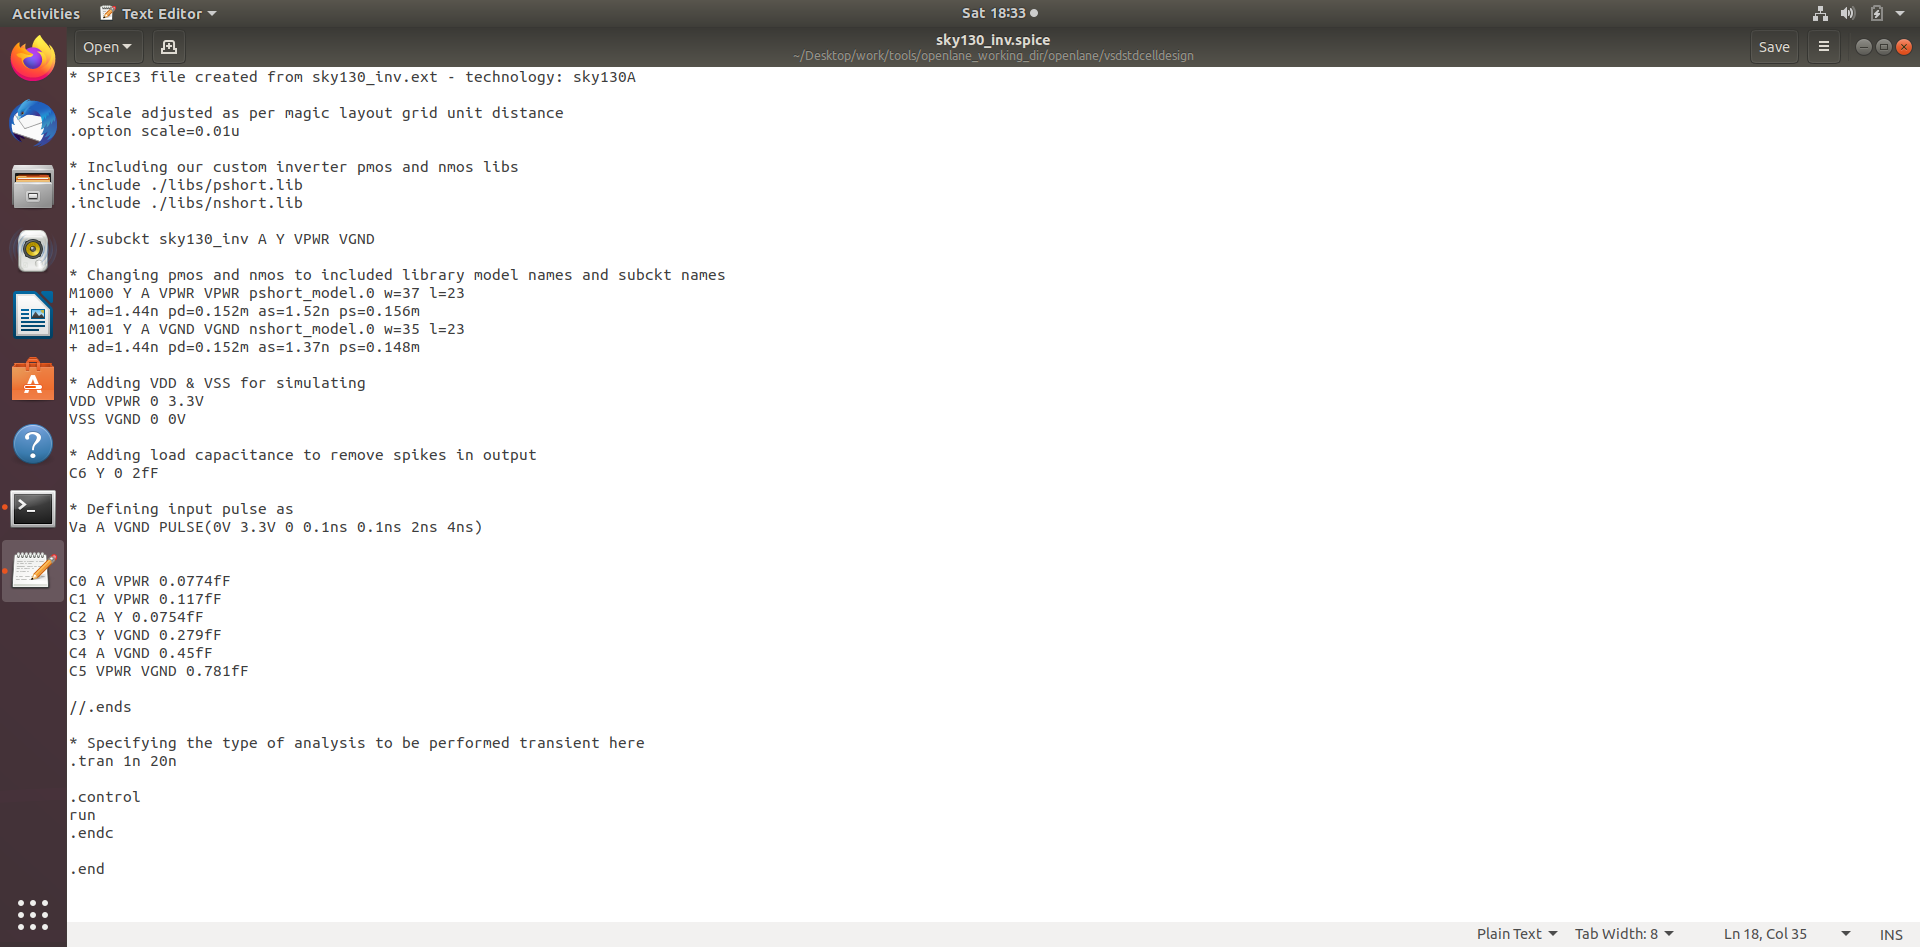 Activities Text Editor Sat 18:33
Open sky130_inv.spice Save
~/Desktop/work/tools/openlane_working_dir/openlane/vsdstdcelldesign
* SPICE3 file created from sky130_inv.ext - technology: sky130A
* Scale adjusted as per magic layout grid unit distance
.option scale=0.01u
* Including our custom inverter pmos and nmos libs
.include ./libs/pshort.lib
.include ./libs/nshort.lib
//.subckt sky130_inv A Y VPWR VGND
* Changing pmos and nmos to included library model names and subckt names
M1000 Y A VPWR VPWR pshort_model.0 w=37 l=23
+ ad=1.44n pd=0.152m as=1.52n ps=0.156m
M1001 Y A VGND VGND nshort_model.0 w=35 l=23
+ ad=1.44n pd=0.152m as=1.37n ps=0.148m
* Adding VDD & VSS for simulating
VDD VPWR 0 3.3V
VSS VGND 0 0V
* Adding load capacitance to remove spikes in output
C6 Y 0 2fF
* Defining input pulse as
Va A VGND PULSE(0V 3.3V 0 0.1ns 0.1ns 2ns 4ns)
C0 A VPWR 0.0774fF
C1 Y VPWR 0.117fF
C2 A Y 0.0754fF
C3 Y VGND 0.279fF
C4 A VGND 0.45fF
C5 VPWR VGND 0.781fF
//.ends
* Specifying the type of analysis to be performed transient here
.tran 1n 20n
.control
run
.endc
.end
Plain Text Tab Width: 8 Ln 18, Col 35 INS